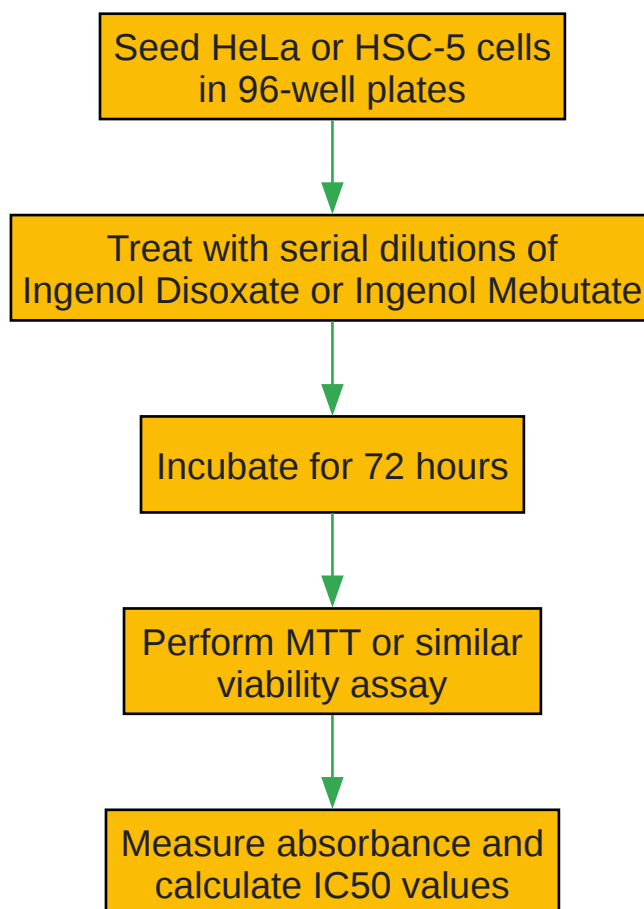 Seed HeLa or HSC-5 cells
in 96-well plates
Treat with serial dilutions of
Ingenol Disoxate or Ingenol Mebutate
Incubate for 72 hours
Perform MTT or similar
viability assay
Measure absorbance and
calculate IC50 values